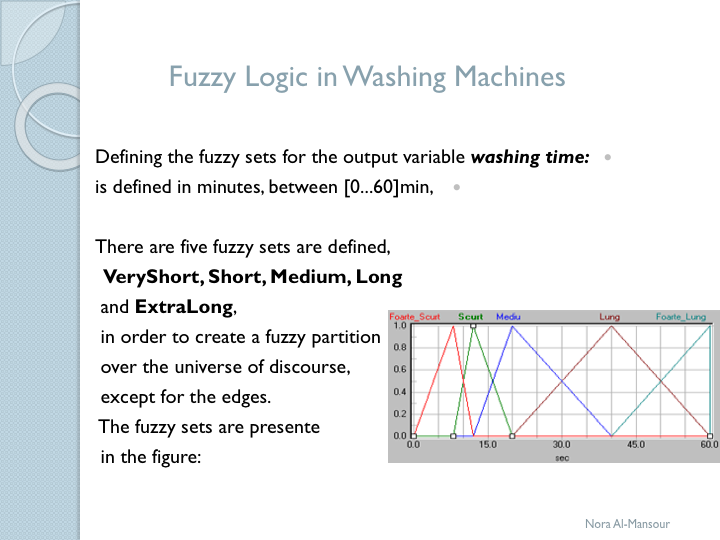 Fuzzy Logic in Washing Machines
Defining the fuzzy sets for the output variable washing time:
is defined in minutes, between [0...60]min,
There are five fuzzy sets are defined,
VeryShort, Short, Medium, Long
and ExtraLong,
in order to create a fuzzy partition
over the universe of discourse,
except for the edges.
The fuzzy sets are presente
in the figure:
Foarte_Scurt Scurt Mediu Lung Foarte_Lung
1.0
0.8
0.6
0.4
0.2
0.0
0.0 15.0 30.0 45.0 60.0
sec
Nora Al-Mansour